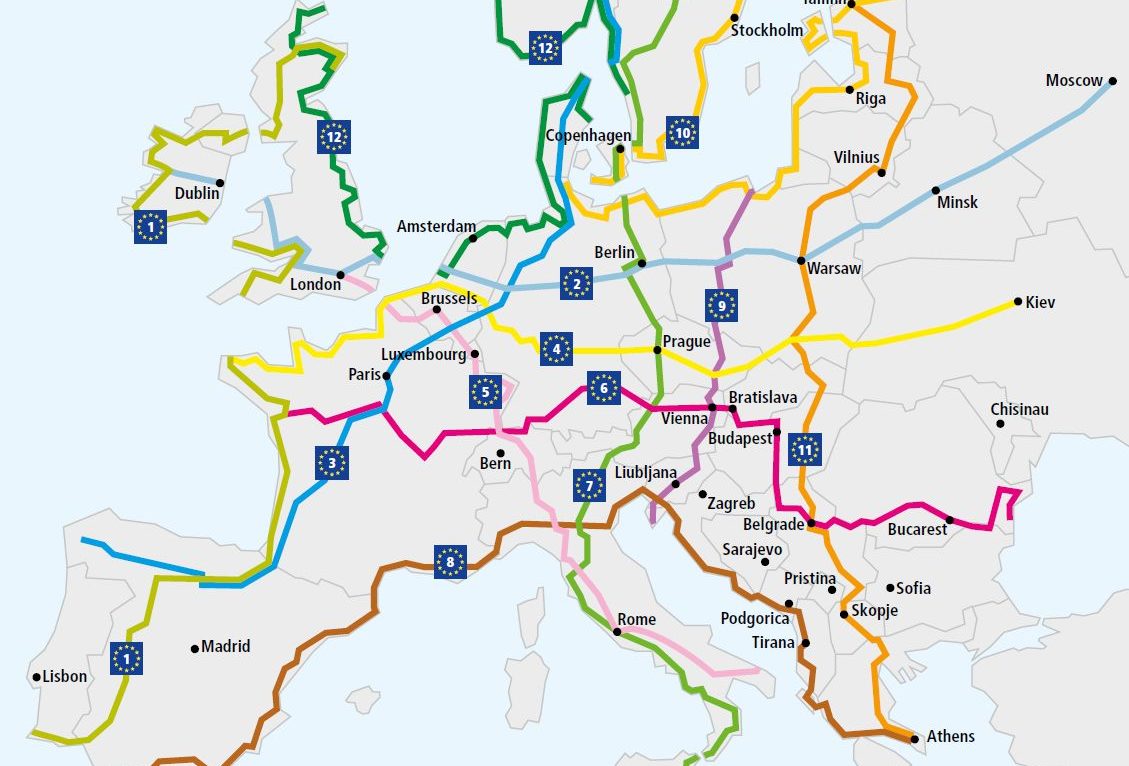 Tallinn
Stockholm
12
Moscow
Riga
Copenhagen
10
12
Vilnius
Dublin
Minsk
1
Amsterdam
Berlin
Warsaw
London
2
Brussels
9
Kiev
Prague
4
Luxembourg
Paris
5
6
Bratislava
Vienna
Chisinau
Budapest
11
3
Bern
Liubljana
7
Zagreb
Belgrade
Bucarest
Sarajevo
8
Pristina
Sofia
Podgorica
Skopje
Rome
Tirana
Madrid
1
Lisbon
Athens